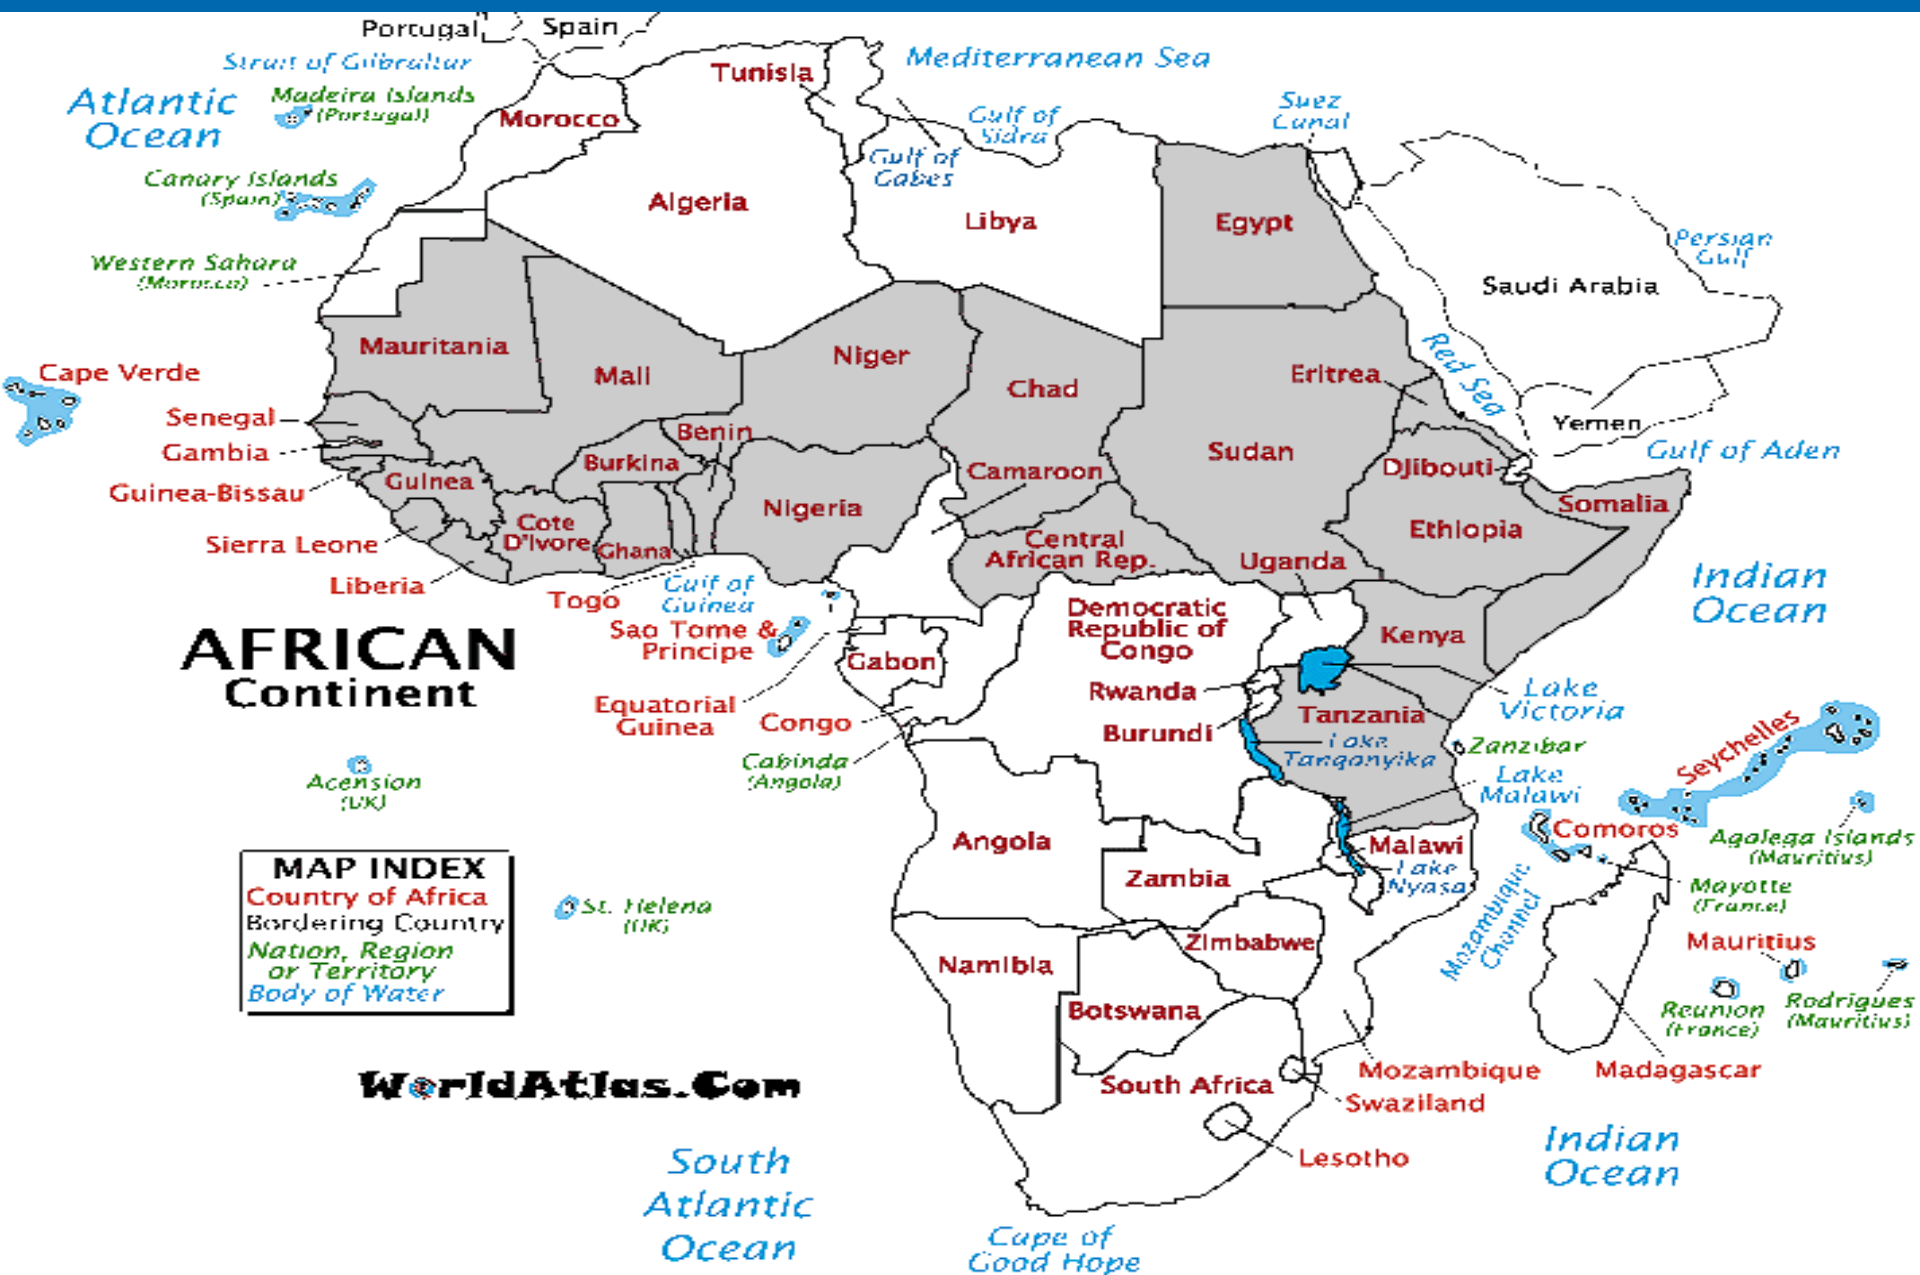 Portugal
Spain
Strait of Gilbraltar
Mediterranean Sea
Atlantic
Ocean
Madeira Islands
(Portugal)
Tunisia
Morocco
Gulf of
Sidra
Suez
Canal
Gulf of
Gabes
Canary Islands
(Spain)
Algeria
Libya
Egypt
Persian
Gulf
Western Sahara
(Morocco)
Saudi Arabia
Mauritania
Mali
Niger
Chad
Eritrea
Red Sea
Cape Verde
Senegal
Gambia
Benin
Burkina
Sudan
Yemen
Gulf of Aden
Guinea
Guinea-Bissau
Camaroon
Djibouti
Somalia
Nigeria
Cote
D'Ivore
Ghana
Ethiopia
Sierra Leone
Central
African Rep.
Uganda
Liberia
Togo
Gulf of
Guinea
Indian
Ocean
AFRICAN
Continent
Sao Tome &
Principe
Democratic
Republic of
Congo
Kenya
Gabon
Rwanda
Lake
Victoria
Equatorial
Guinea
Congo
Burundi
Tanzania
Lake
Tanganyika
Zanzibar
Seychelles
Cabinda
(Angola)
Lake
Malawi
Acension
(UK)
Angola
Malawi
Comoros
Agalega Islands
(Mauritius)
MAP INDEX
Country of Africa
Bordering Country
Nation, Region
or Territory
Body of Water
Zambia
Lake
Nyasa
Mayotte
(France)
St. Helena
(UK)
Mozambique
Channel
Mauritius
Zimbabwe
Namibia
Botswana
Reunion
(France)
Rodrigues
(Mauritius)
WorldAtlas.Com
South Africa
Mozambique
Madagascar
Swaziland
Lesotho
Indian
Ocean
South
Atlantic
Ocean
Cape of
Good Hope